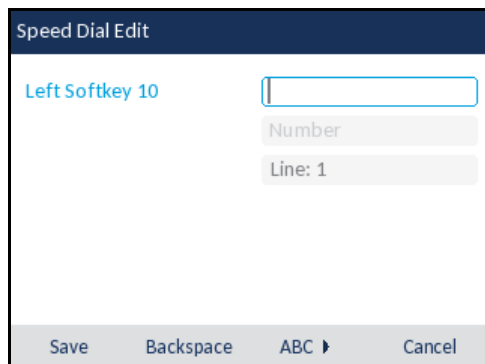 Speed Dial Edit
Left Softkey 10
Number
Line: 1
Save Backspace ABC Cancel